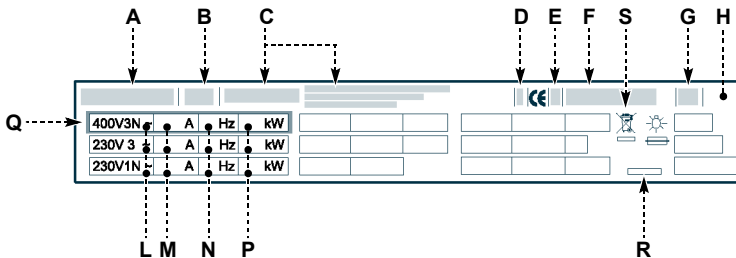 A B C D E F S G H
CE
Q
400V3N ~ A Hz kW
230V 3 ~ A Hz kW
230V1N ~ A Hz kW
L M N P R